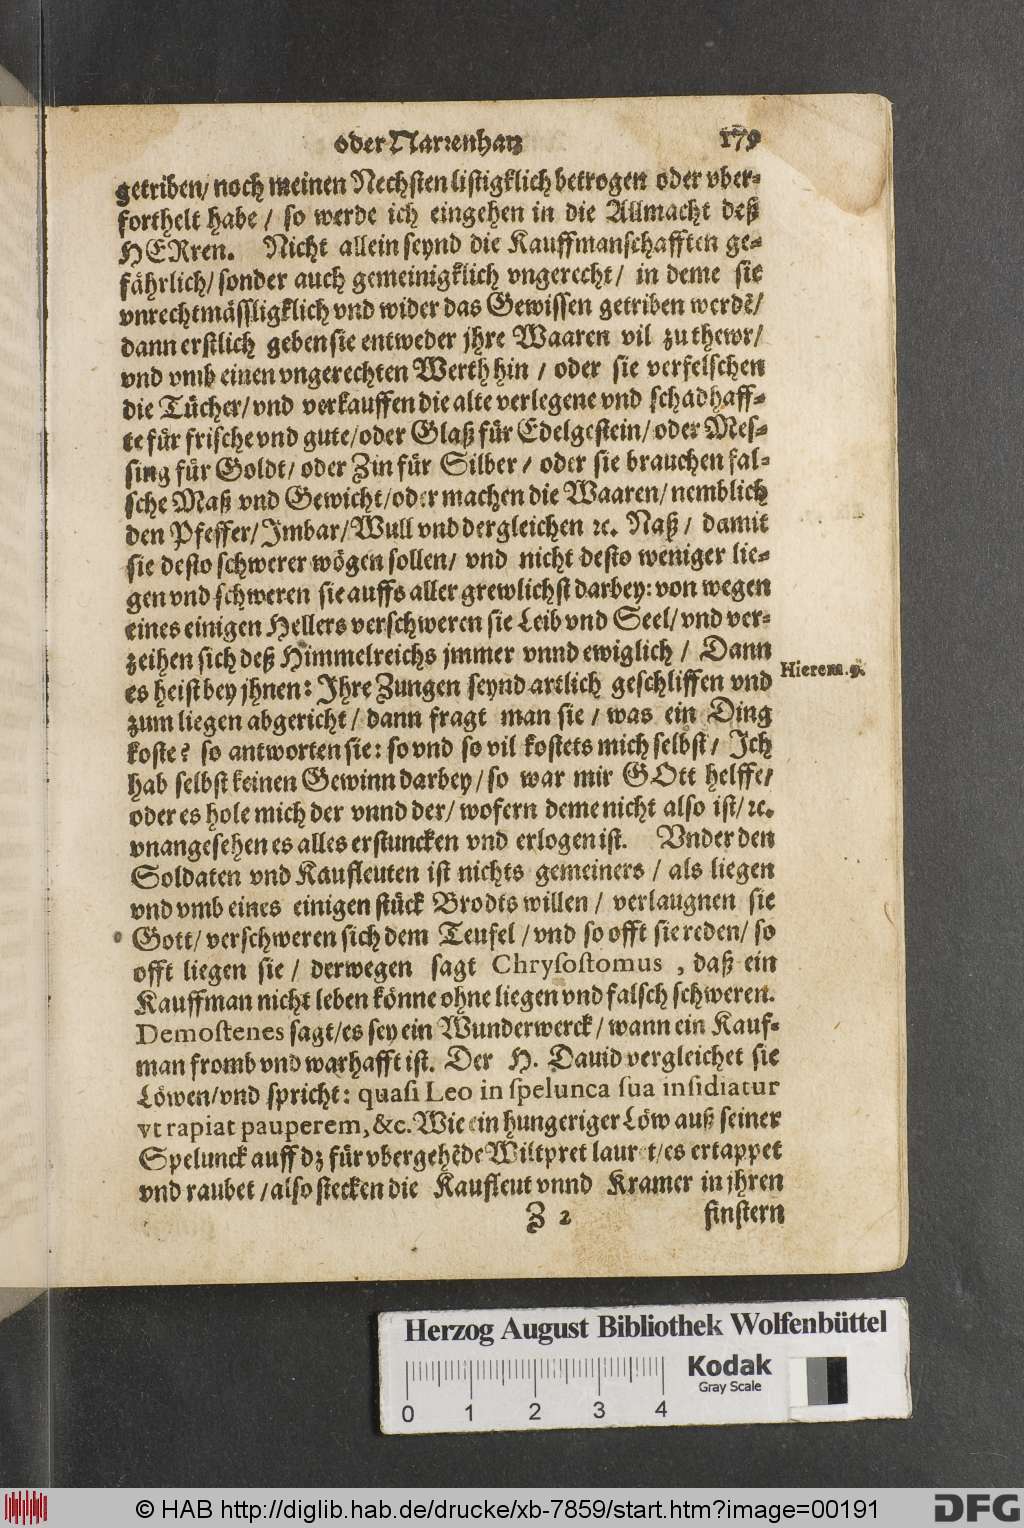 oder Narrenhatz 179
getriben/ noch meinen Nechsten listigklich betrogen oder vber-
forthelt habe / so werde ich eingehen in die Allmacht deß
HERren. Nicht allein seynd die Kauffmanschafften ge-
fährlich/ sonder auch gemeinigklich vngerecht/ in deme sie
vnrechtmässligklich vnd wider das Gewissen getriben werdē/
dann erstlich geben sie entweder jhre Waaren vil zu thewr/
vnd vmb einen vngerechten Werth hin / oder sie verfelschen
die Tücher/ vnd verkauffen die alte verlegene vnd schadhaff-
te für frische vnd gute/ oder Glaß für Edelgestein/ oder Mes-
sing für Goldt/ oder Zin für Silber / oder sie brauchen fal-
sche Maß vnd Gewicht/ oder machen die Waaren/ nemblich
den Pfeffer/ Imbar/ Wull vnd dergleichen ꝛc. Naß / damit
sie desto schwerer wögen sollen/ vnd nicht desto weniger lie-
gen vnd schweren sie auffs aller grewlichst darbey: von wegen
eines einigen Hellers verschweren sie Leib vnd Seel/ vnd ver-
zeihen sich deß Himmelreichs jmmer vnnd ewiglich / Dann
es heist bey jhnen: Ihre Zungen seynd artlich geschliffen vnd
Hierem. 9.
zum liegen abgericht / dann fragt man sie / was ein Ding
koste? so antworten sie: so vnd so vil kostets mich selbst/ Ich
hab selbst keinen Gewinn darbey / so war mir GOtt helffe/
oder es hole mich der vnnd der/ wofern deme nicht also ist/ ꝛc.
vnangesehen es alles erstuncken vnd erlogen ist. Vnder den
Soldaten vnd Kaufleuten ist nichts gemeiners / als liegen
vnd vmb eines einigen stück Brodts willen / verlaugnen sie
Gott/ verschweren sich dem Teufel / vnd so offt sie reden/ so
offt liegen sie / derwegen sagt Chrysostomus , daß ein
Kauffman nicht leben könne ohne liegen vnd falsch schweren.
Demostenes sagt/ es sey ein Wunderwerck / wann ein Kauf-
man fromb vnd warhafft ist. Der H. Dauid vergleichet sie
Löwen/ vnd spricht: quasi Leo in spelunca sua insidiatur
vt rapiat pauperem, &c. Wie ein hungeriger Löw auß seiner
Spelunck auff dz für vbergehēde Wiltpret lauret/ es ertappet
vnd raubet / also stecken die Kaufleut vnnd Kramer in jhren
Z 2 finstern
Herzog August Bibliothek Wolfenbüttel
Kodak
Gray Scale
0 1 2 3 4
© HAB http://diglib.hab.de/drucke/xb-7859/start.htm?image=00191
DFG